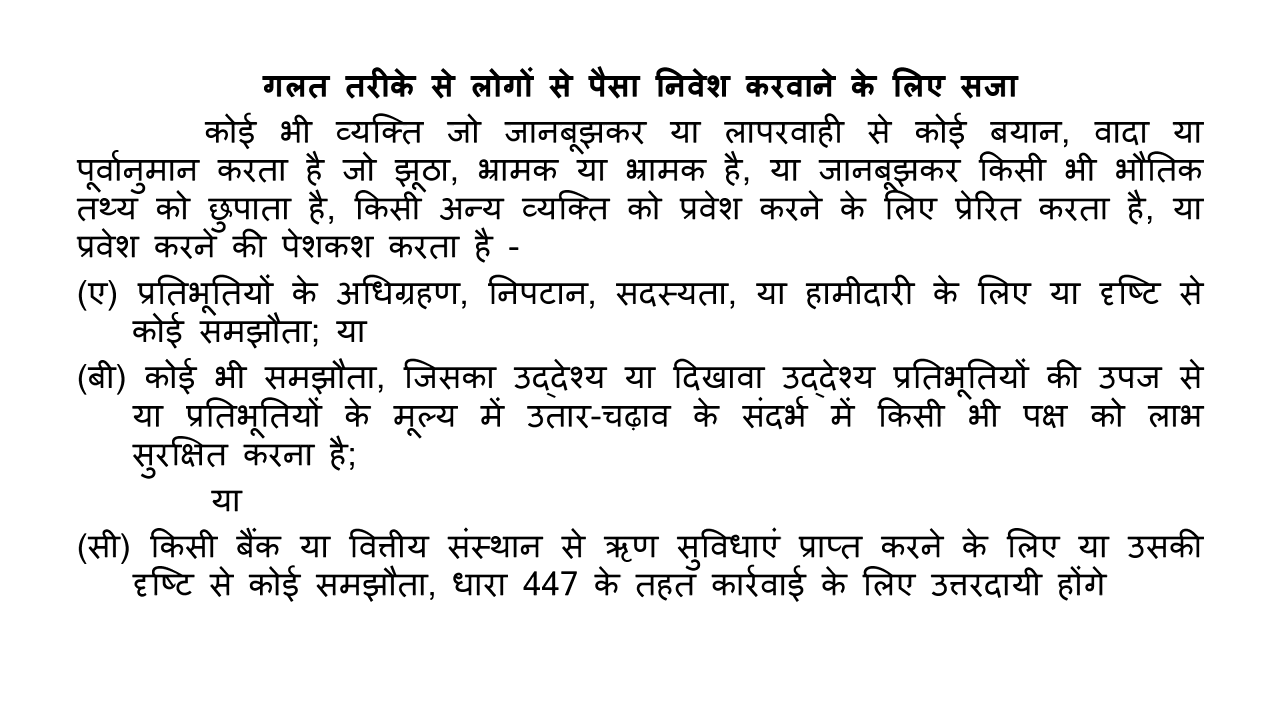 गलत तरीके से लोगों से पैसा निवेश करवाने के लिए सजा
कोई भी व्यक्ति जो जानबूझकर या लापरवाही से कोई बयान, वादा या
पूर्वानुमान करता है जो झूठा, भ्रामक या भ्रामक है, या जानबूझकर किसी भी भौतिक
तथ्य को छुपाता है, किसी अन्य व्यक्ति को प्रवेश करने के लिए प्रेरित करता है, या
प्रवेश करने की पेशकश करता है -
(ए) प्रतिभूतियों के अधिग्रहण, निपटान, सदस्यता, या हामीदारी के लिए या दृष्टि से
कोई समझौता; या
(बी) कोई भी समझौता, जिसका उद्देश्य या दिखावा उद्देश्य प्रतिभूतियों की उपज से
या प्रतिभूतियों के मूल्य में उतार-चढ़ाव के संदर्भ में किसी भी पक्ष को लाभ
सुरक्षित करना है;
या
(सी) किसी बैंक या वित्तीय संस्थान से ऋण सुविधाएं प्राप्त करने के लिए या उसकी
दृष्टि से कोई समझौता, धारा 447 के तहत कार्रवाई के लिए उत्तरदायी होंगे